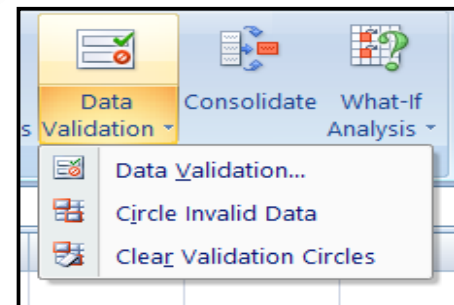 Data Validation
Consolidate
What-If Analysis
s
Data Validation...
Circle Invalid Data
Clear Validation Circles